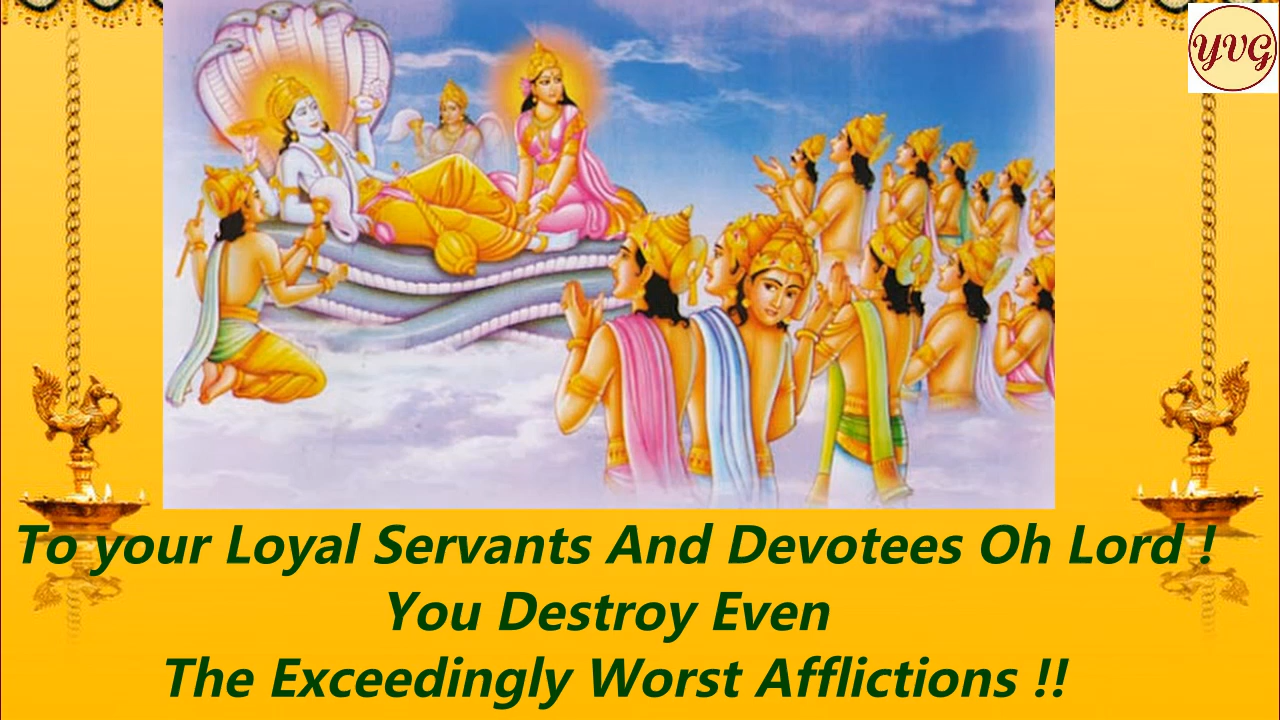 YVG
To your Loyal Servants And Devotees Oh Lord !
You Destroy Even
The Exceedingly Worst Afflictions !!